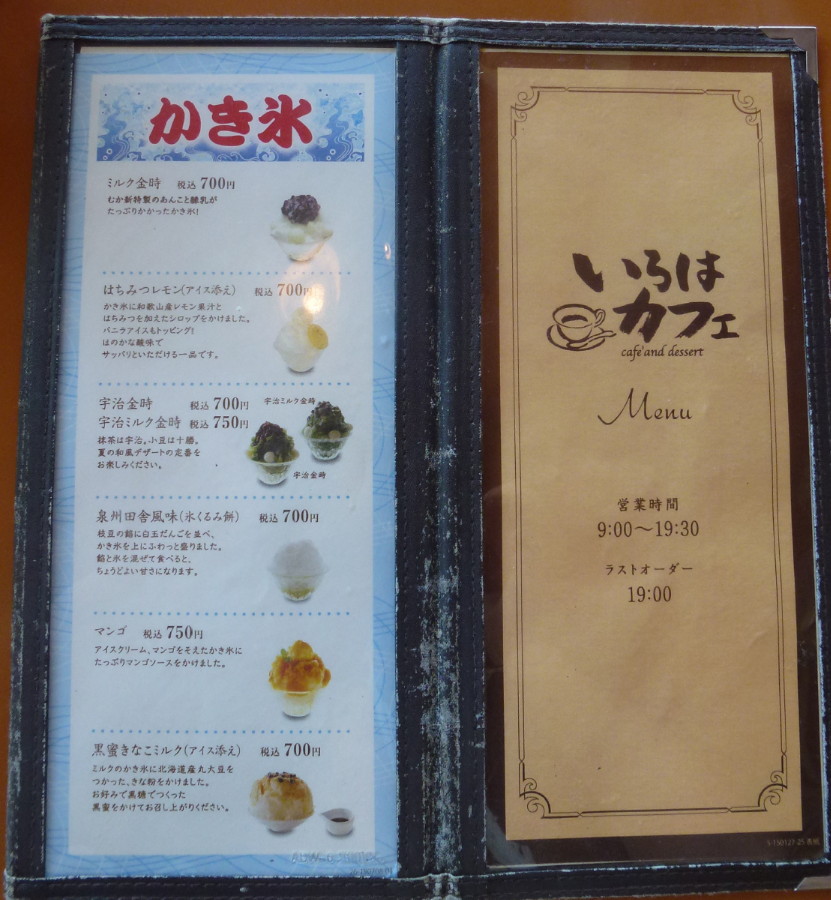 かき氷
ミルク金時 税込 700円
むか新特製のあんこと練乳が
たっぷりかかったかき氷!
はちみつレモン(アイス添え) 税込 700円
かき氷に和歌山産レモン果汁と
はちみつを加えたシロップをかけました。
バニラアイスもトッピング!
ほのかな酸味で
サッパリといただける一品です。
宇治金時 税込 700円
宇治ミルク金時 税込 750円
抹茶は宇治。小豆は十勝。
夏の和風デザートの定番を
お楽しみください。
宇治ミルク金時
宇治金時
泉州田舎風味(氷くるみ餅) 税込 700円
枝豆の餡に白玉だんごを並べ、
かき氷を上にふわっと盛りました。
餡と氷を混ぜて食べると、
ちょうどよい甘さになります。
マンゴ 税込 750円
アイスクリーム、マンゴをそえたかき氷に
たっぷりマンゴソースをかけました。
黒蜜きなこミルク(アイス添え) 税込 700円
ミルクのかき氷に北海道産丸大豆を
つかった、きな粉をかけました。
お好みで黒糖でつくった
黒蜜をかけてお召し上がりください。
いろは
カフェ
cafe and dessert
Menu
営業時間
9:00〜19:30
ラストオーダー
19:00